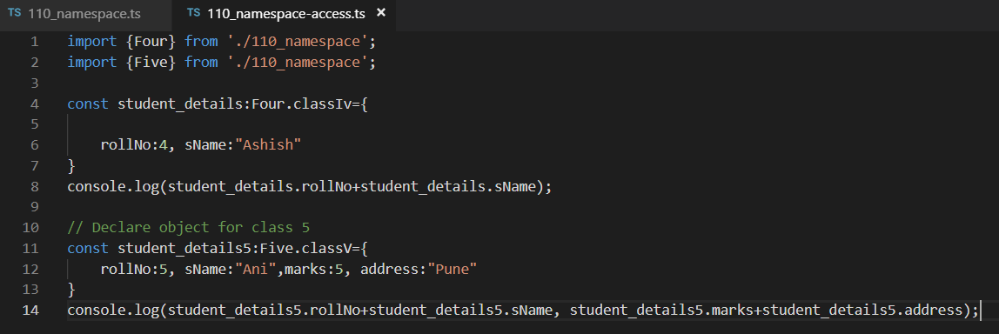 TS 110_namespace.ts TS 110_namespace-access.ts ×
1 import {Four} from './110_namespace';
2 import {Five} from './110_namespace';
3
4 const student_details:Four.classIv={
5
6 rollNo:4, sName:"Ashish"
7 }
8 console.log(student_details.rollNo+student_details.sName);
9
10 // Declare object for class 5
11 const student_details5:Five.classV={
12 rollNo:5, sName:"Ani",marks:5, address:"Pune"
13 }
14 console.log(student_details5.rollNo+student_details5.sName, student_details5.marks+student_details5.address);